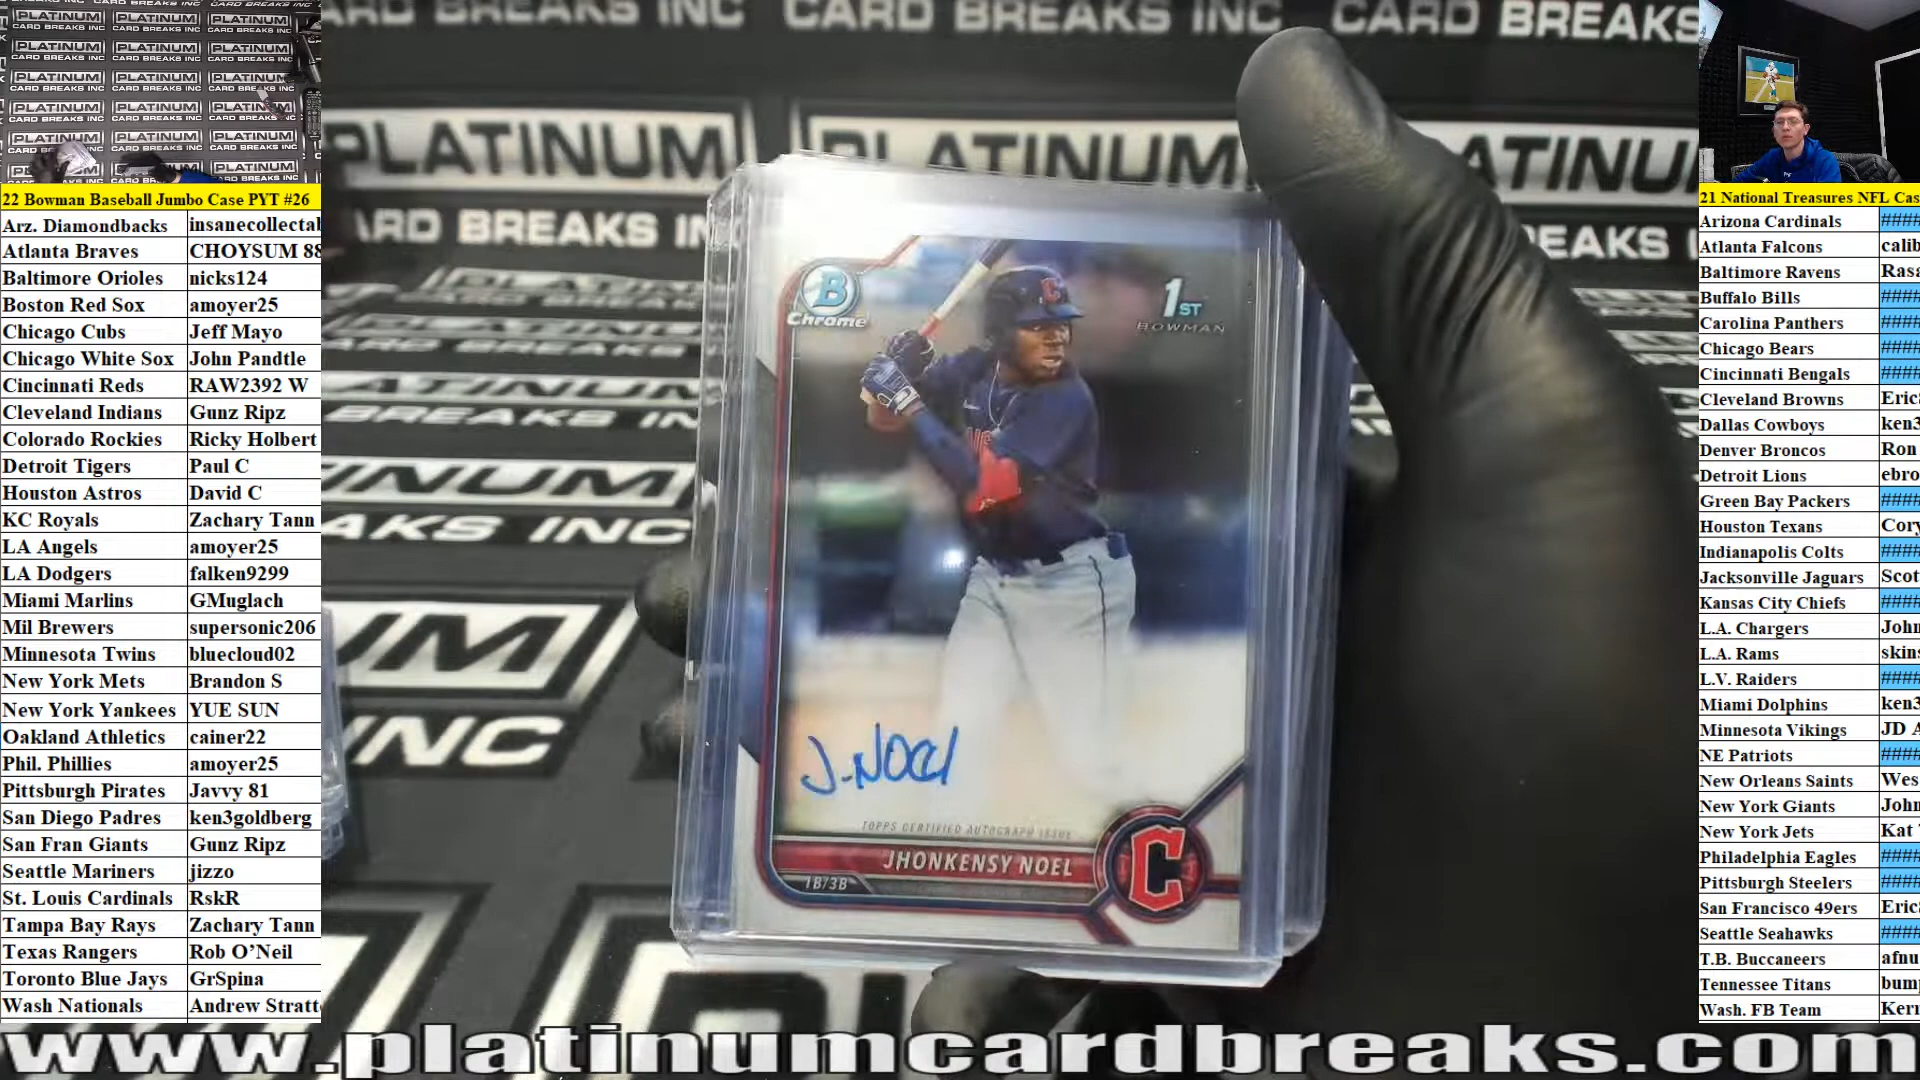 22 Bowman Baseball Jumbo Case PYT #26
Arz. Diamondbacks insanecollectal
Atlanta Braves CHOYSUM 88
Baltimore Orioles nicks124
Boston Red Sox amoyer25
Chicago Cubs Jeff Mayo
Chicago White Sox John Pandtle
Cincinnati Reds RAW2392 W
Cleveland Indians Gunz Ripz
Colorado Rockies Ricky Holbert
Detroit Tigers Paul C
Houston Astros David C
KC Royals Zachary Tann
LA Angels amoyer25
LA Dodgers falken9299
Miami Marlins GMuglach
Mil Brewers supersonic206
Minnesota Twins bluecloud02
New York Mets Brandon S
New York Yankees YUE SUN
Oakland Athletics cainer22
Phil. Phillies amoyer25
Pittsburgh Pirates Javvy 81
San Diego Padres ken3goldberg
San Fran Giants Gunz Ripz
Seattle Mariners jizzo
St. Louis Cardinals RskR
Tampa Bay Rays Zachary Tann
Texas Rangers Rob O’Neil
Toronto Blue Jays GrSpina
Wash Nationals Andrew Stratt
CARD BREAKS INC CARD BREAKS
PLATINUM PLATINUM ATINU
CARD BREAKS IN EAKS
B
Chrome
1ST
BOWMAN
J-NOel
TOPPS CERTIFIED AUTOGRAPH ISSUE
JHONKENSY NOEL
1B/3B
C
21 National Treasures NFL Cas
Arizona Cardinals ####
Atlanta Falcons calib
Baltimore Ravens Rasa
Buffalo Bills ####
Carolina Panthers ####
Chicago Bears ####
Cincinnati Bengals ####
Cleveland Browns Eric
Dallas Cowboys ken3
Denver Broncos Ron
Detroit Lions ebro
Green Bay Packers ####
Houston Texans Cory
Indianapolis Colts ####
Jacksonville Jaguars Scot
Kansas City Chiefs ####
L.A. Chargers John
L.A. Rams skins
L.V. Raiders ####
Miami Dolphins ken3
Minnesota Vikings JD A
NE Patriots ####
New Orleans Saints Wes
New York Giants John
New York Jets Kat
Philadelphia Eagles ####
Pittsburgh Steelers ####
San Francisco 49ers Eric
Seattle Seahawks ####
T.B. Buccaneers afnu
Tennessee Titans bump
Wash. FB Team Kerr
www.platinumcardbreaks.com